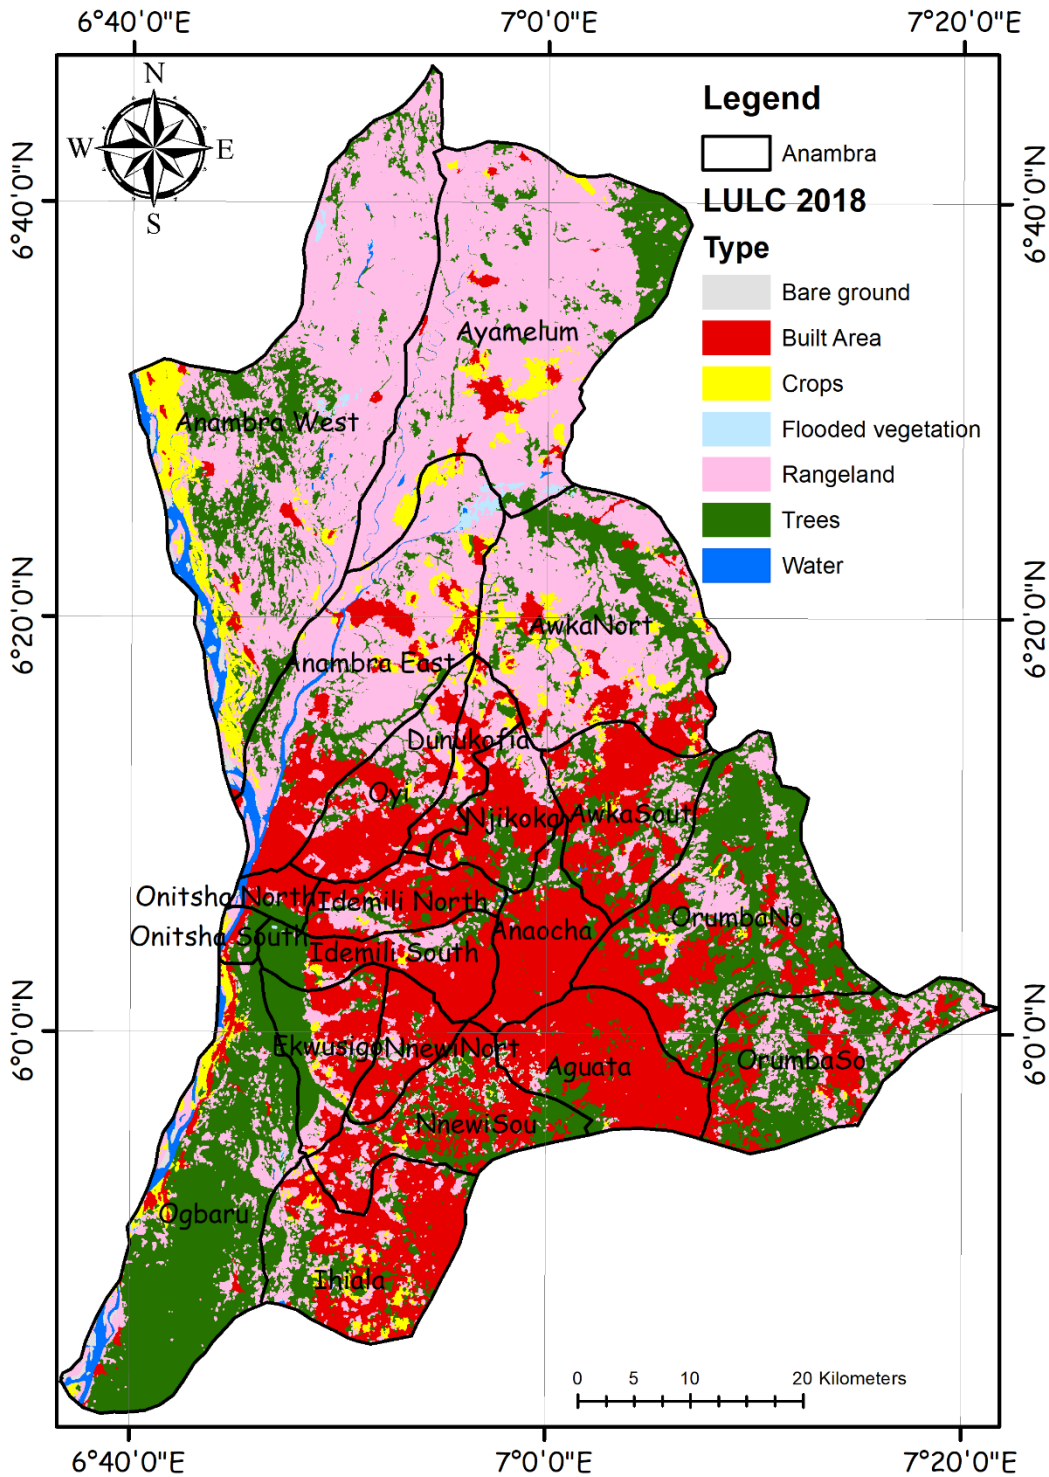 6°40'0"E
7°0'0"E
7°20'0"E
N
W
E
S
Legend
Anambra
LULC 2018
Type
Bare ground
Built Area
Crops
Flooded vegetation
Rangeland
Trees
Water
6°40'0"N
6°40'0"N
Ayamelum
Anambra West
6°20'0"N
6°20'0"N
AwkaNort
Anambra East
Dunukofia
Oyi
Njikoka
AwkaSout
Onitsha North
Idemili North
OrumbaNo
Onitsha South
Anaocha
Idemili South
6°0'0"N
6°0'0"N
Ekwusigo
NnewiNort
Aguata
OrumbaSo
NnewiSou
Ogbaru
Ihiala
0 5 10 20 Kilometers
6°40'0"E
7°0'0"E
7°20'0"E